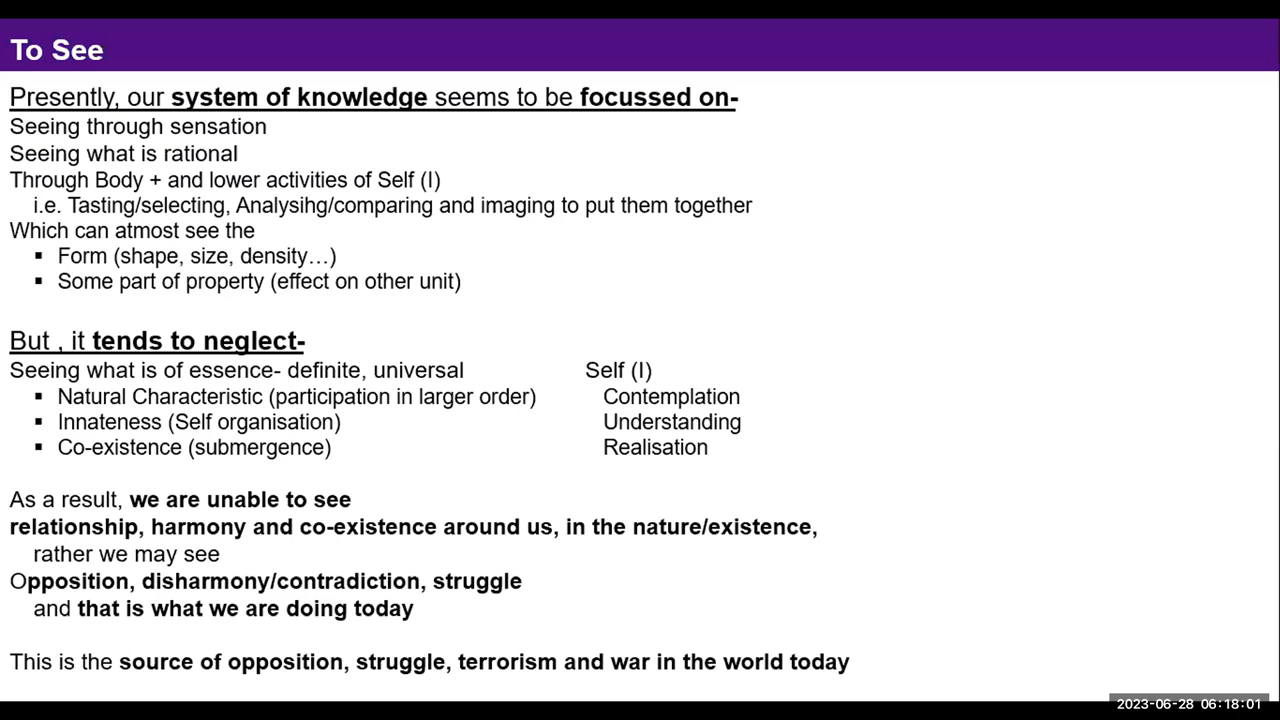 To See
Presently, our system of knowledge seems to be focussed on-
Seeing through sensation
Seeing what is rational
Through Body + and lower activities of Self (I)
i.e. Tasting/selecting, Analysihg/comparing and imaging to put them together
Which can atmost see the
▪ Form (shape, size, density…)
▪ Some part of property (effect on other unit)
But , it tends to neglect-
Seeing what is of essence- definite, universal Self (I)
▪ Natural Characteristic (participation in larger order) Contemplation
▪ Innateness (Self organisation) Understanding
▪ Co-existence (submergence) Realisation
As a result, we are unable to see
relationship, harmony and co-existence around us, in the nature/existence,
rather we may see
Opposition, disharmony/contradiction, struggle
and that is what we are doing today
This is the source of opposition, struggle, terrorism and war in the world today
2023-06-28 06:18:01